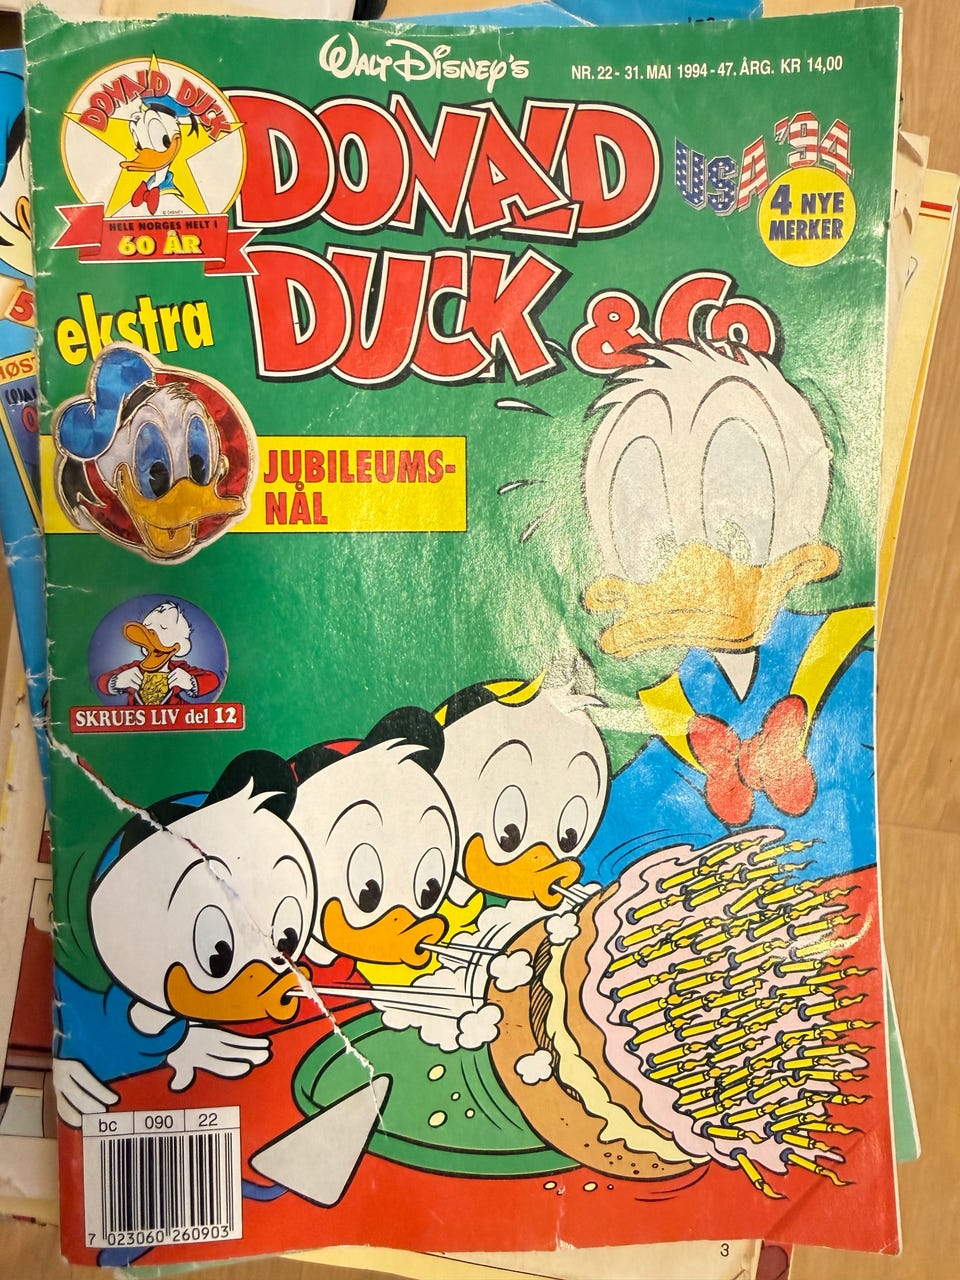 WALT DISNEY'S
NR. 22 - 31. MAI 1994 - 47. ÅRG. KR 14,00
DONALD DUCK
© DISNEY
HELE NORGES HELT I
60 ÅR
DONALD
DUCK & Co
USA '94
4 NYE
MERKER
ekstra
JUBILEUMS-
NÅL
SKRUES LIV del 12
bc 090 22
7 023060 260903
3